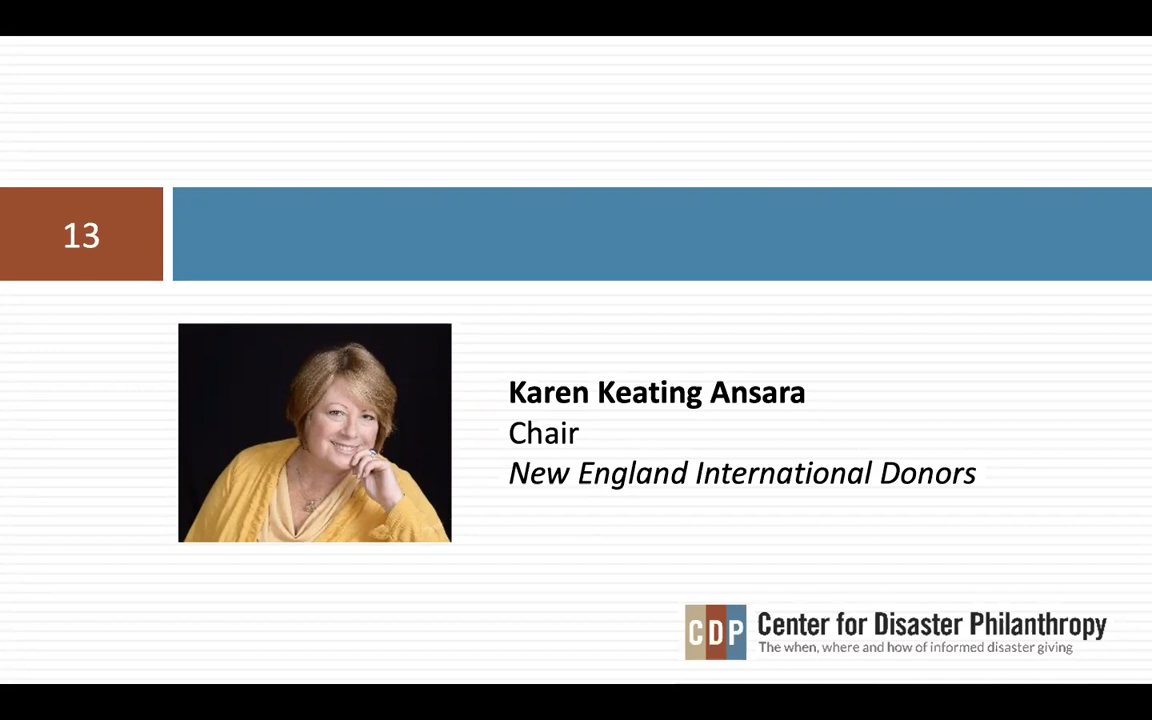 13
Karen Keating Ansara
Chair
New England International Donors
CDP
Center for Disaster Philanthropy
The when, where and how of informed disaster giving